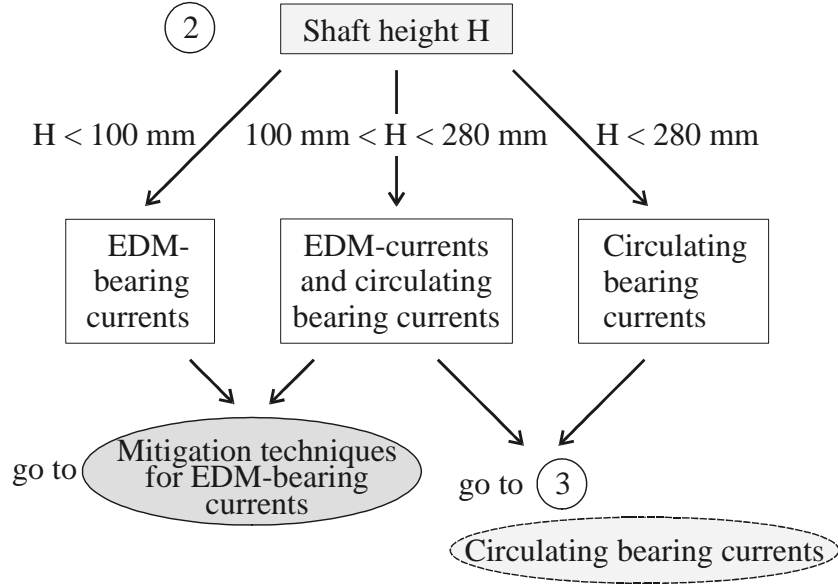 2
Shaft height H
H < 100 mm
100 mm < H < 280 mm
H < 280 mm
EDM-
bearing
currents
EDM-currents
and circulating
bearing currents
Circulating
bearing
currents
go to
Mitigation techniques
for EDM-bearing
currents
go to 3
Circulating bearing currents